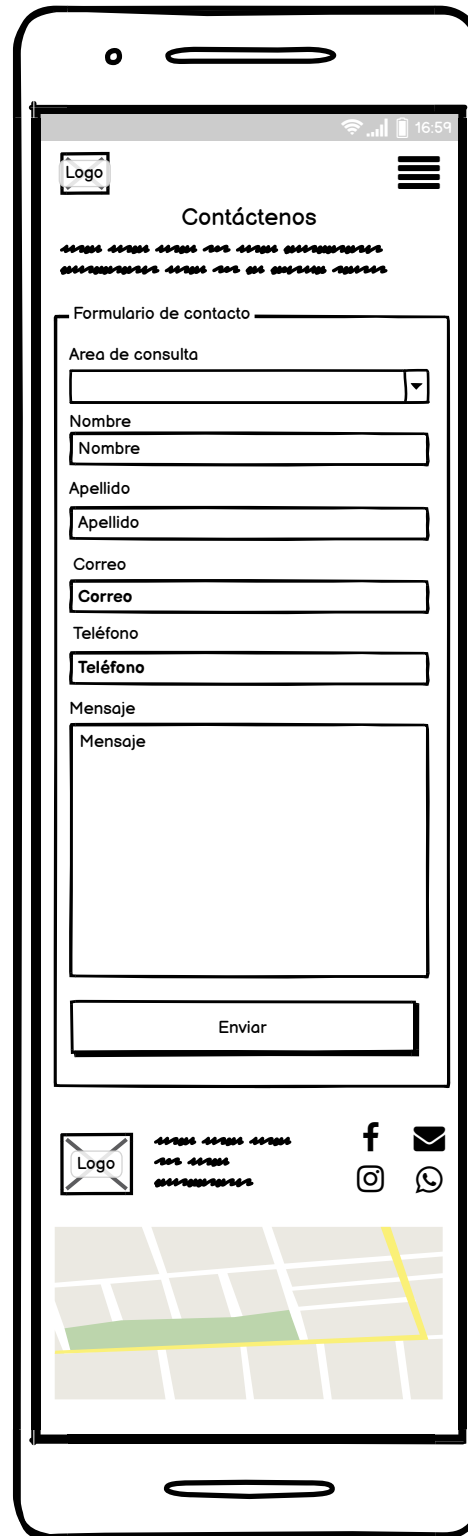 16:59
Logo
Contáctenos
Formulario de contacto
Area de consulta
Nombre
Nombre
Apellido
Apellido
Correo
Correo
Teléfono
Teléfono
Mensaje
Mensaje
Enviar
Logo